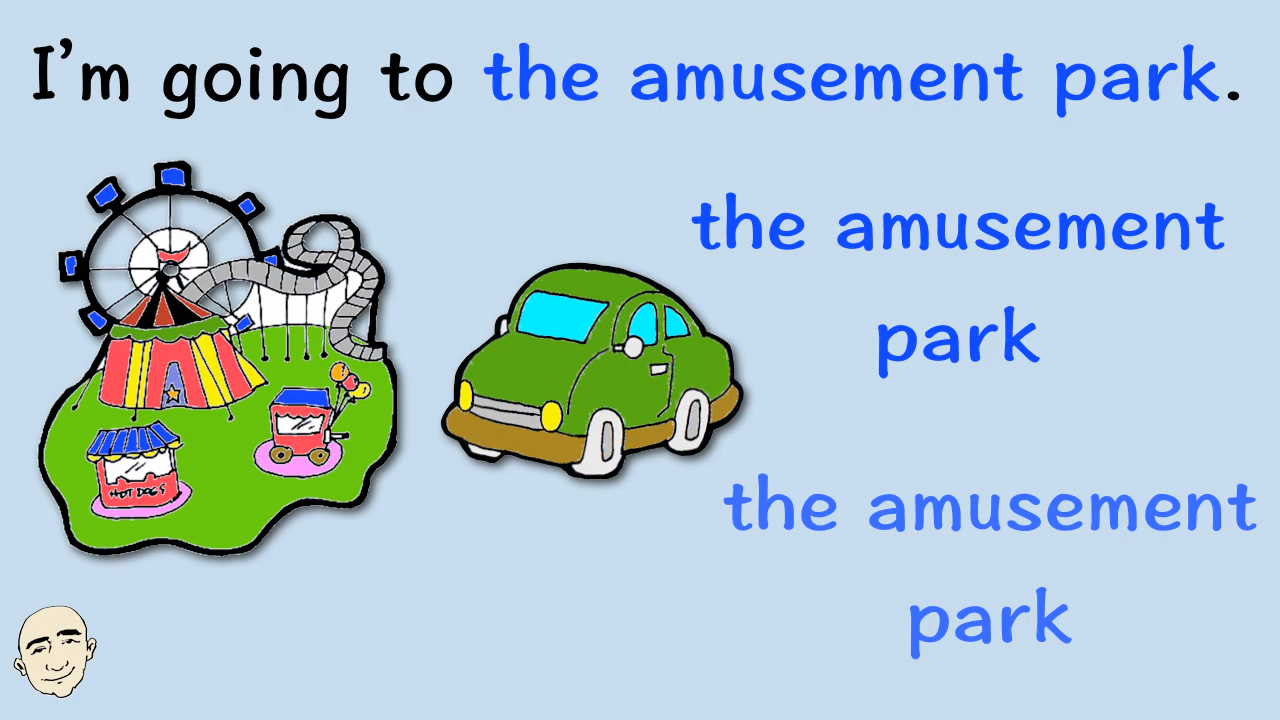 I’m going to the amusement park.
the amusement
park
HOT DOGS
the amusement
park